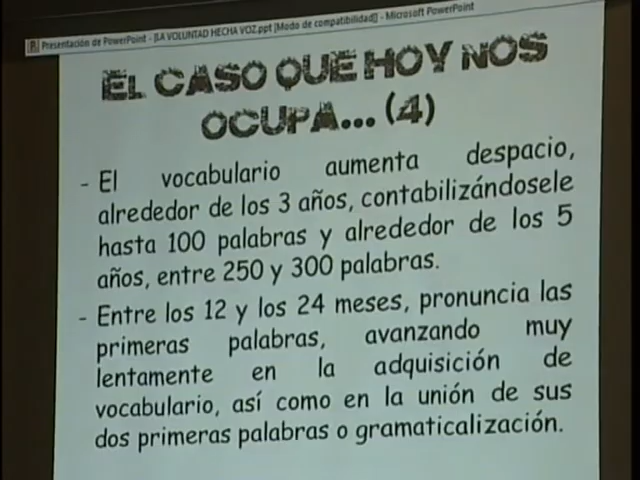 Presentación de PowerPoint - [LA VOLUNTAD HECHA VOZ.ppt [Modo de compatibilidad]] - Microsoft PowerPoint
EL CASO QUE HOY NOS
OCUPA... (4)
- El vocabulario aumenta despacio,
alrededor de los 3 años, contabilizándosele
hasta 100 palabras y alrededor de los 5
años, entre 250 y 300 palabras.
- Entre los 12 y los 24 meses, pronuncia las
primeras palabras, avanzando muy
lentamente en la adquisición de
vocabulario, así como en la unión de sus
dos primeras palabras o gramaticalización.